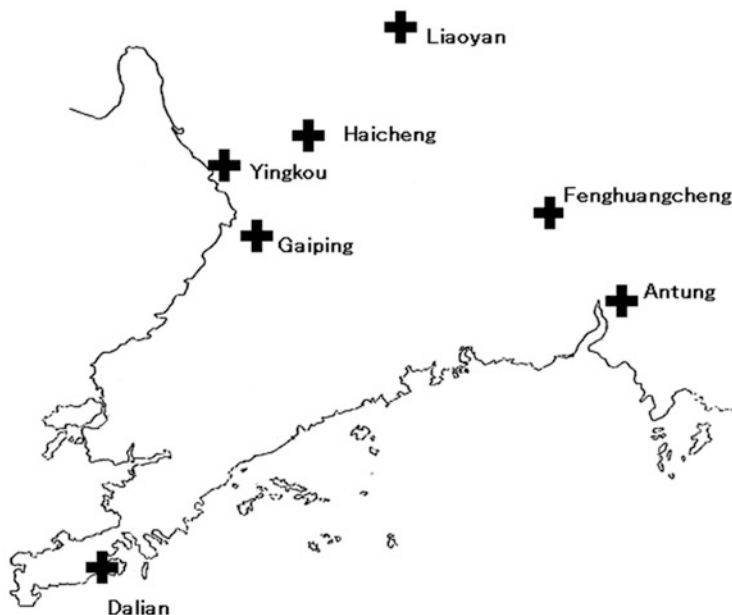 Liaoyan
Haicheng
Yingkou
Fenghuangcheng
Gaiping
Antung
Dalian